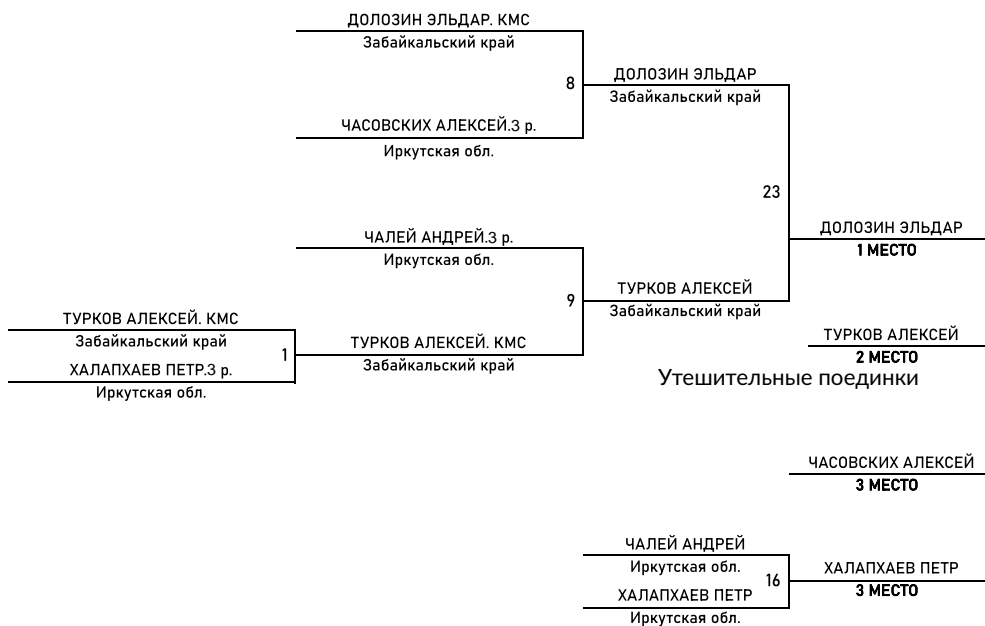 ДОЛОЗИН ЭЛЬДАР. КМС
Забайкальский край
8
ДОЛОЗИН ЭЛЬДАР
Забайкальский край
ЧАСОВСКИХ АЛЕКСЕЙ.3 р.
Иркутская обл.
23
ДОЛОЗИН ЭЛЬДАР
1 МЕСТО
ЧАЛЕЙ АНДРЕЙ.3 р.
Иркутская обл.
9
ТУРКОВ АЛЕКСЕЙ
Забайкальский край
ТУРКОВ АЛЕКСЕЙ. КМС
Забайкальский край
1
ТУРКОВ АЛЕКСЕЙ. КМС
Забайкальский край
ХАЛАПХАЕВ ПЕТР.3 р.
Иркутская обл.
ТУРКОВ АЛЕКСЕЙ
2 МЕСТО
Утешительные поединки
ЧАСОВСКИХ АЛЕКСЕЙ
3 МЕСТО
ЧАЛЕЙ АНДРЕЙ
Иркутская обл.
16
ХАЛАПХАЕВ ПЕТР
3 МЕСТО
ХАЛАПХАЕВ ПЕТР
Иркутская обл.